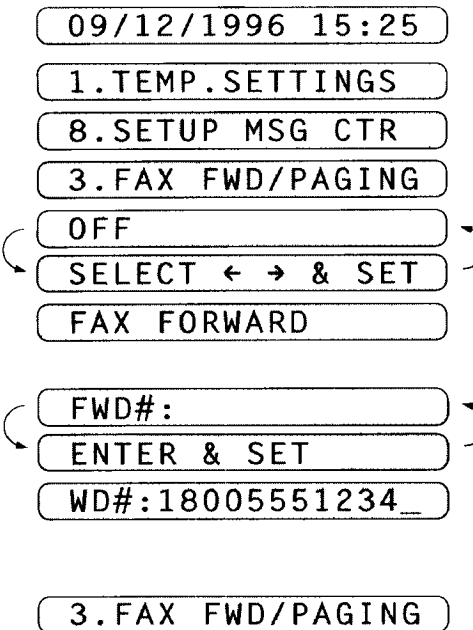 09/12/1996 15:25
1.TEMP.SETTINGS
8.SETUP MSG CTR
3.FAX FWD/PAGING
OFF
SELECT ← → & SET
FAX FORWARD
FWD#:
ENTER & SET
WD#:18005551234_
3.FAX FWD/PAGING